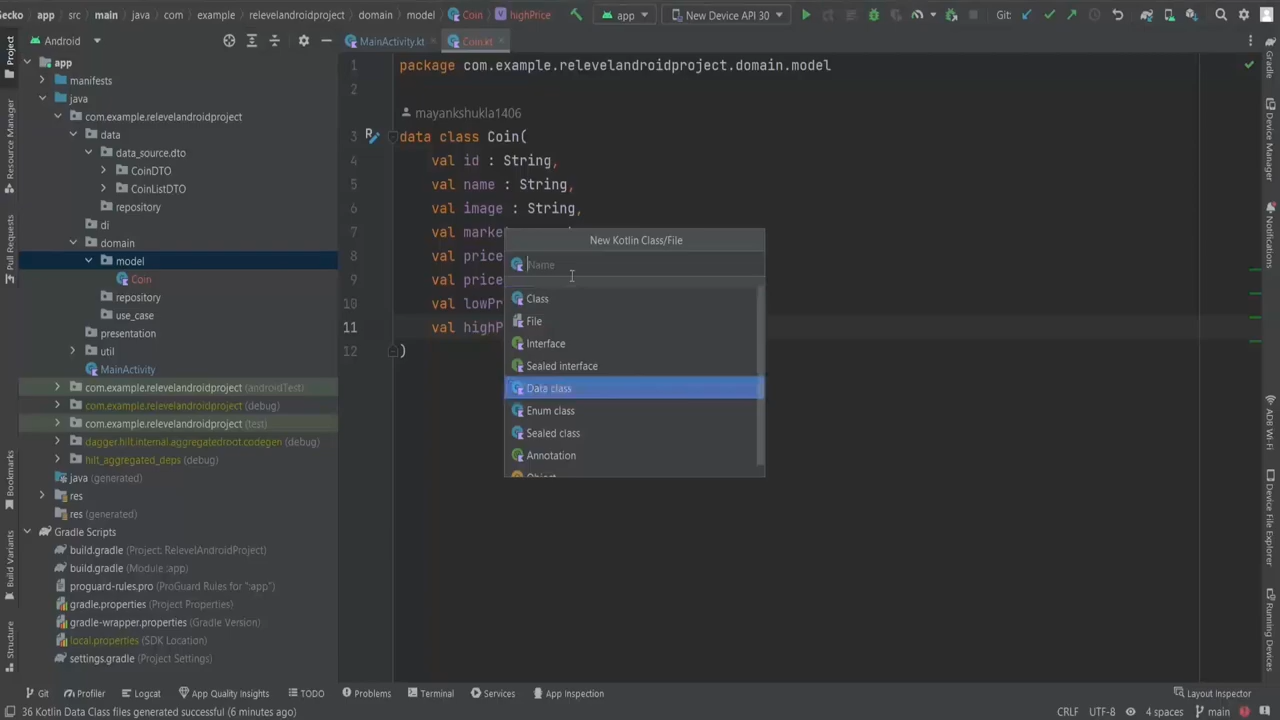 Gecko app src main java com example relevelandroidproject domain model Coin highPrice app New Device API 30 Git:
Android
MainActivity.kt
Coin.kt
Project
Resource Manager
Pull Requests
Bookmarks
Build Variants
Structure
app
manifests
java
com.example.relevelandroidproject
data
data_source.dto
CoinDTO
CoinListDTO
repository
di
domain
model
Coin
repository
use_case
presentation
util
MainActivity
com.example.relevelandroidproject (androidTest)
com.example.relevelandroidproject (debug)
com.example.relevelandroidproject (test)
dagger.hilt.internal.aggregatedroot.codegen (debug)
hilt_aggregated_deps (debug)
java (generated)
res
res (generated)
Gradle Scripts
build.gradle (Project: RelevelAndroidProject)
build.gradle (Module :app)
proguard-rules.pro (ProGuard Rules for ":app")
gradle.properties (Project Properties)
gradle-wrapper.properties (Gradle Version)
local.properties (SDK Location)
settings.gradle (Project Settings)
1 package com.example.relevelandroidproject.domain.model
2
mayankshukla1406
3 data class Coin(
4 val id : String,
5 val name : String,
6 val image : String,
7 val marke
8 val price
9 val price
10 val lowPr
11 val highP
12 )
New Kotlin Class/File
Name
Class
File
Interface
Sealed interface
Data class
Enum class
Sealed class
Annotation
Object
Gradle
Device Manager
Notifications
ADB Wi-Fi
Device File Explorer
Running Devices
Git Profiler Logcat App Quality Insights TODO Problems Terminal Services App Inspection Layout Inspector
36 Kotlin Data Class files generated successful (6 minutes ago) CRLF UTF-8 4 spaces main